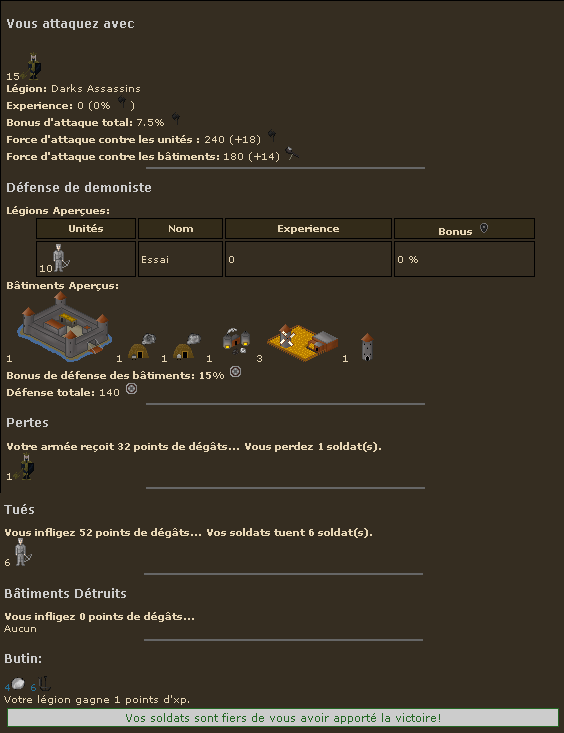 Vous attaquez avec
15
Légion: Darks Assassins
Experience: 0 (0% )
Bonus d'attaque total: 7.5%
Force d'attaque contre les unités : 240 (+18)
Force d'attaque contre les bâtiments: 180 (+14)
Défense de demoniste
Légions Aperçues:
Unités Nom Experience Bonus
10 Essai 0 0 %
Bâtiments Aperçus:
1 1 1 1 3 1
Bonus de défense des bâtiments: 15%
Défense totale: 140
Pertes
Votre armée reçoit 32 points de dégâts... Vous perdez 1 soldat(s).
1
Tués
Vous infligez 52 points de dégâts... Vos soldats tuent 6 soldat(s).
6
Bâtiments Détruits
Vous infligez 0 points de dégâts...
Aucun
Butin:
4 6
Votre légion gagne 1 points d'xp.
Vos soldats sont fiers de vous avoir apporté la victoire!